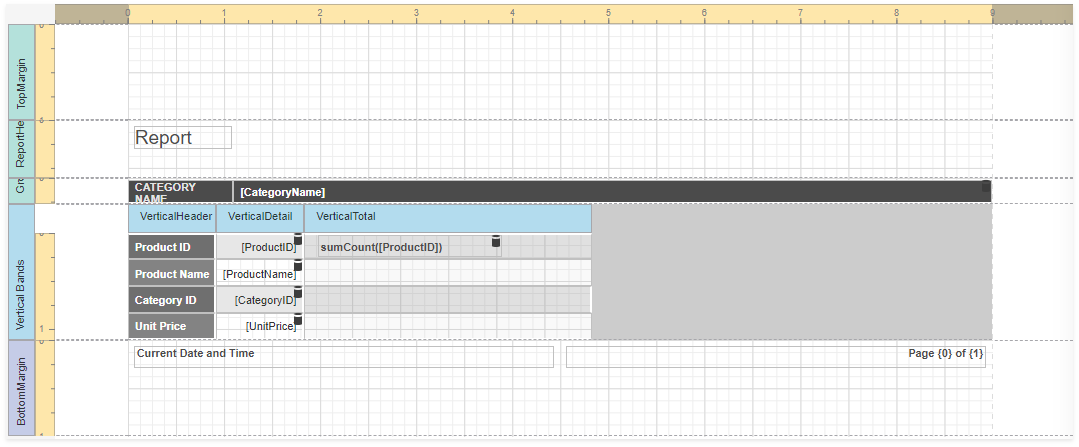 0 1 2 3 4 5 6 7 8 9
TopMargin
ReportHe
Report
Gro
CATEGORY NAME
[CategoryName]
Vertical Bands
VerticalHeader VerticalDetail VerticalTotal
Product ID [ProductID] sumCount([ProductID])
Product Name [ProductName]
Category ID [CategoryID]
Unit Price [UnitPrice]
1
BottomMargin
Current Date and Time Page {0} of {1}